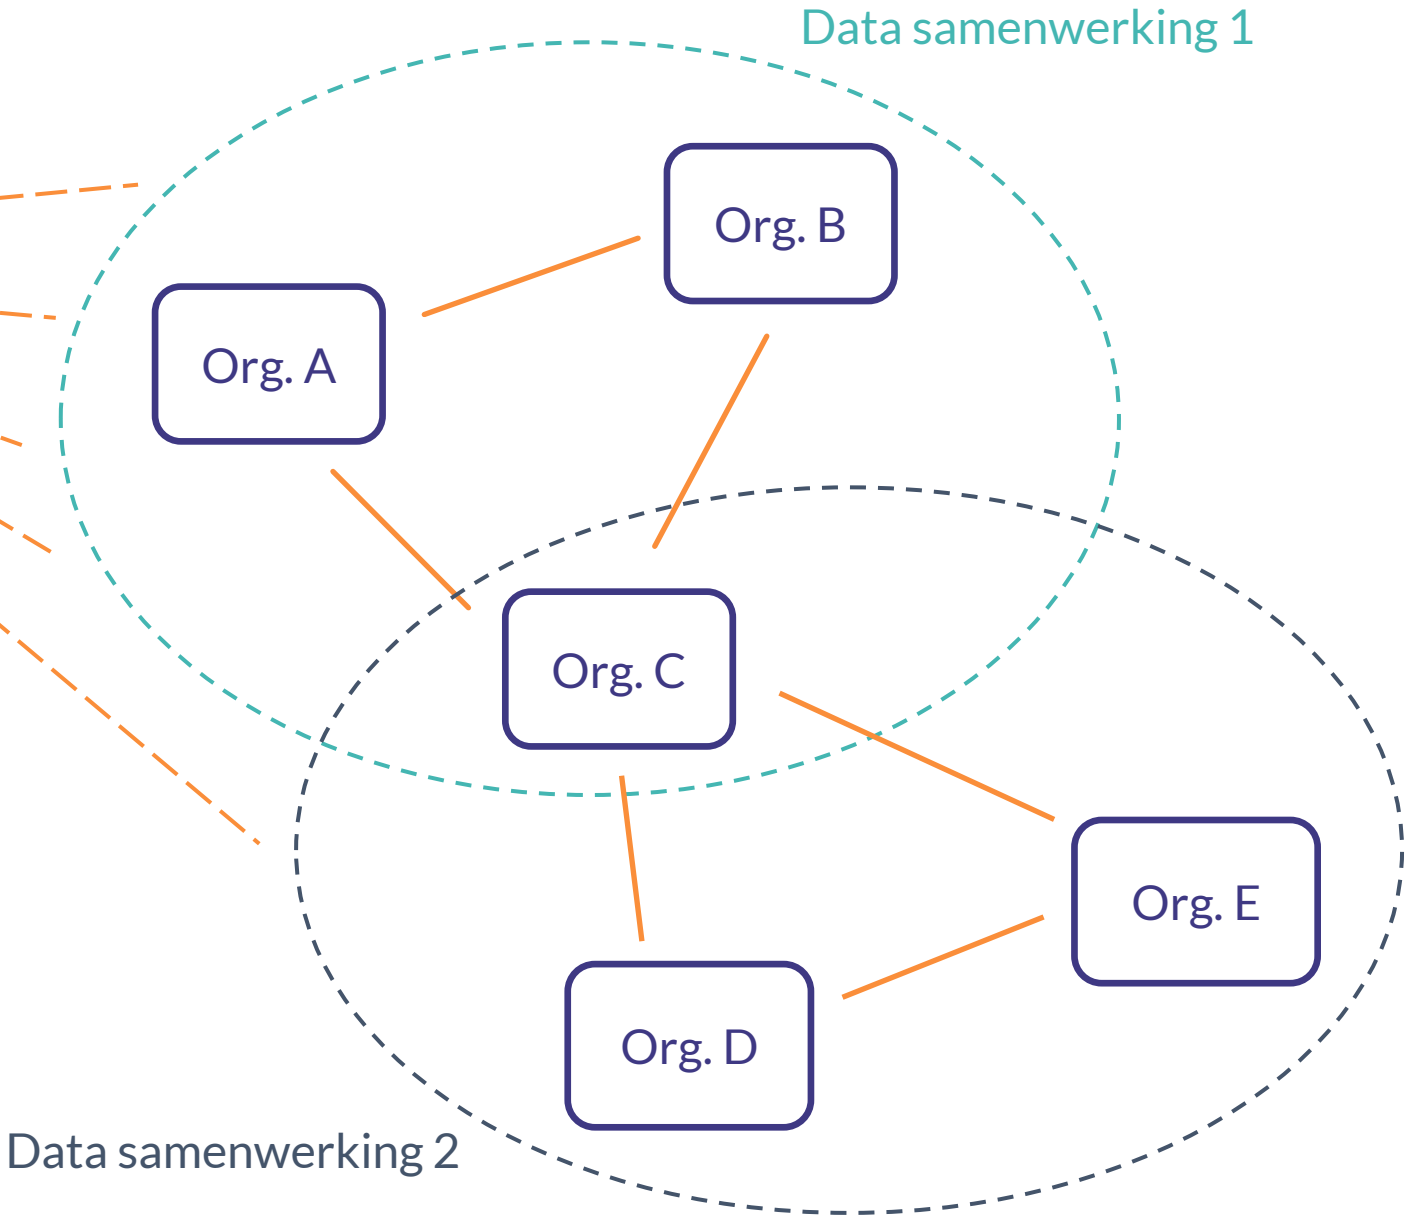 Data samenwerking 1
Org. B
Org. A
Org. C
Org. E
Org. D
Data samenwerking 2